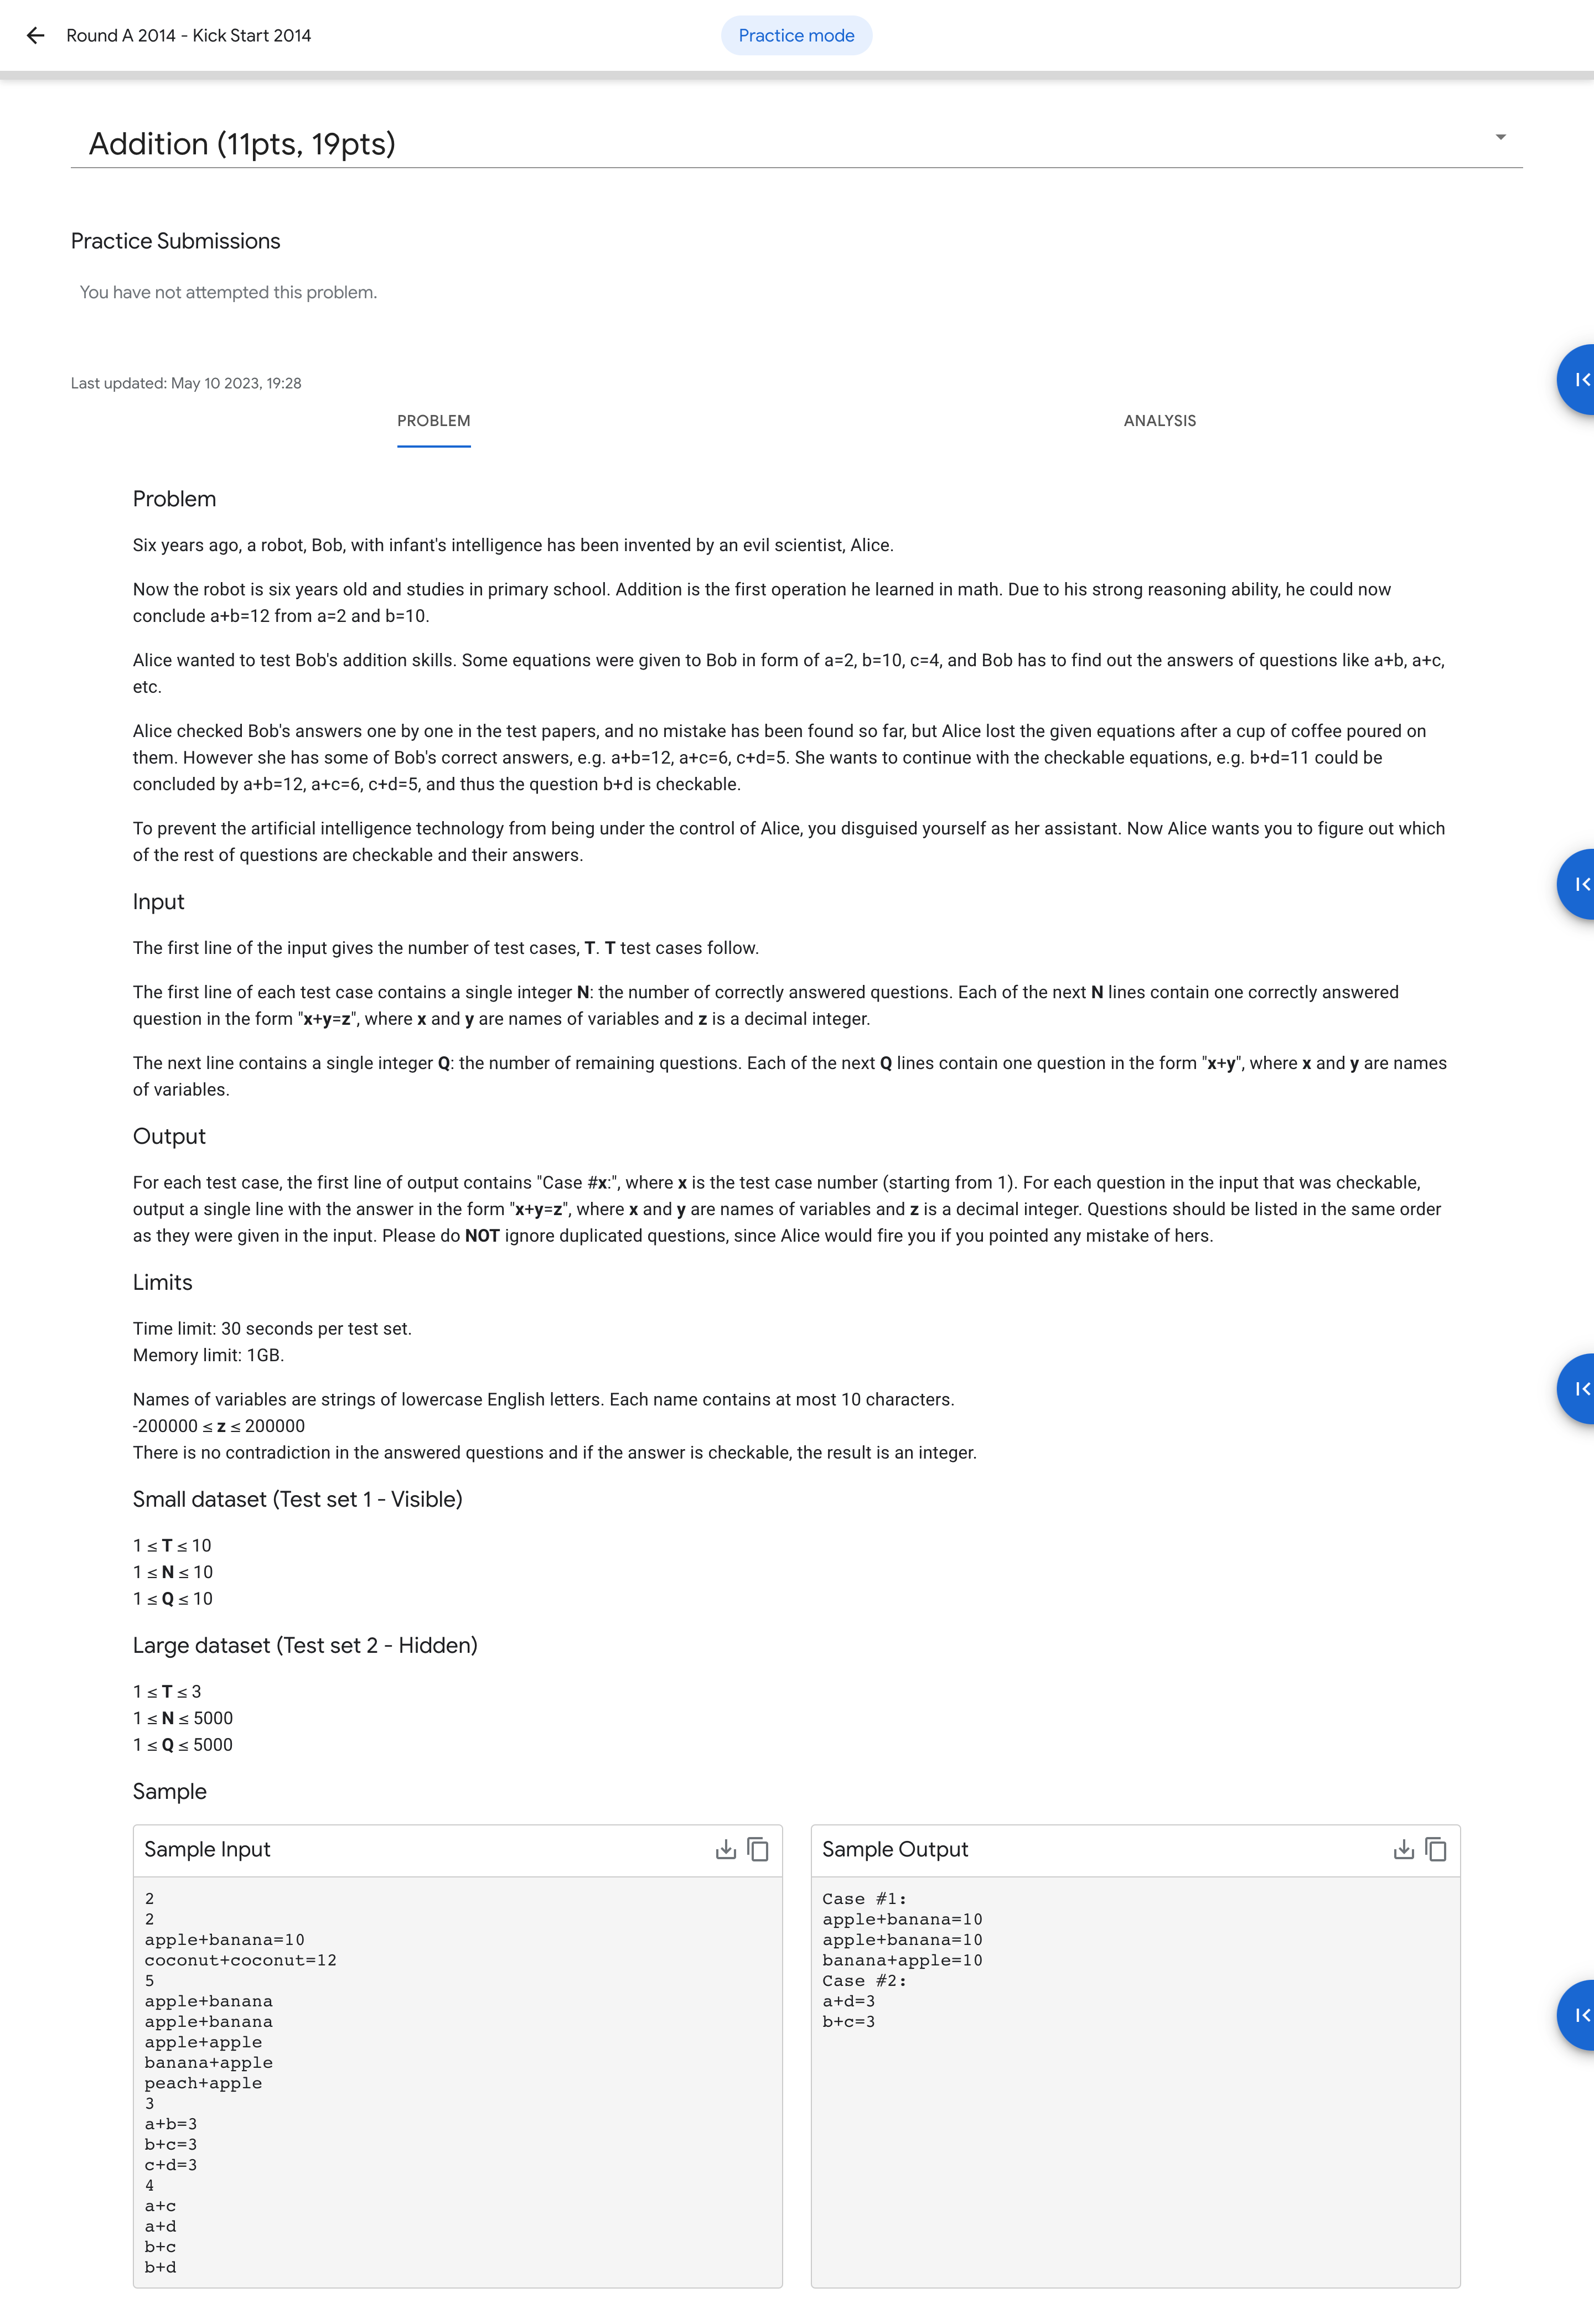 Round A 2014 - Kick Start 2014
Practice mode
Addition (11pts, 19pts)
Practice Submissions
You have not attempted this problem.
Last updated: May 10 2023, 19:28
PROBLEM
ANALYSIS
Problem
Six years ago, a robot, Bob, with infant's intelligence has been invented by an evil scientist, Alice.
Now the robot is six years old and studies in primary school. Addition is the first operation he learned in math. Due to his strong reasoning ability, he could now
conclude a+b=12 from a=2 and b=10.
Alice wanted to test Bob's addition skills. Some equations were given to Bob in form of a=2, b=10, c=4, and Bob has to find out the answers of questions like a+b, a+c,
etc.
Alice checked Bob's answers one by one in the test papers, and no mistake has been found so far, but Alice lost the given equations after a cup of coffee poured on
them. However she has some of Bob's correct answers, e.g. a+b=12, a+c=6, c+d=5. She wants to continue with the checkable equations, e.g. b+d=11 could be
concluded by a+b=12, a+c=6, c+d=5, and thus the question b+d is checkable.
To prevent the artificial intelligence technology from being under the control of Alice, you disguised yourself as her assistant. Now Alice wants you to figure out which
of the rest of questions are checkable and their answers.
Input
The first line of the input gives the number of test cases, T. T test cases follow.
The first line of each test case contains a single integer N: the number of correctly answered questions. Each of the next N lines contain one correctly answered
question in the form "x+y=z", where x and y are names of variables and z is a decimal integer.
The next line contains a single integer Q: the number of remaining questions. Each of the next Q lines contain one question in the form "x+y", where x and y are names
of variables.
Output
For each test case, the first line of output contains "Case #x:", where x is the test case number (starting from 1). For each question in the input that was checkable,
output a single line with the answer in the form "x+y=z", where x and y are names of variables and z is a decimal integer. Questions should be listed in the same order
as they were given in the input. Please do NOT ignore duplicated questions, since Alice would fire you if you pointed any mistake of hers.
Limits
Time limit: 30 seconds per test set.
Memory limit: 1GB.
Names of variables are strings of lowercase English letters. Each name contains at most 10 characters.
-200000 ≤ z ≤ 200000
There is no contradiction in the answered questions and if the answer is checkable, the result is an integer.
Small dataset (Test set 1 - Visible)
1 ≤ T ≤ 10
1 ≤ N ≤ 10
1 ≤ Q ≤ 10
Large dataset (Test set 2 - Hidden)
1 ≤ T ≤ 3
1 ≤ N ≤ 5000
1 ≤ Q ≤ 5000
Sample
Sample Input
2
2
apple+banana=10
coconut+coconut=12
5
apple+banana
apple+banana
apple+apple
banana+apple
peach+apple
3
a+b=3
b+c=3
c+d=3
4
a+c
a+d
b+c
b+d
Sample Output
Case #1:
apple+banana=10
apple+banana=10
banana+apple=10
Case #2:
a+d=3
b+c=3